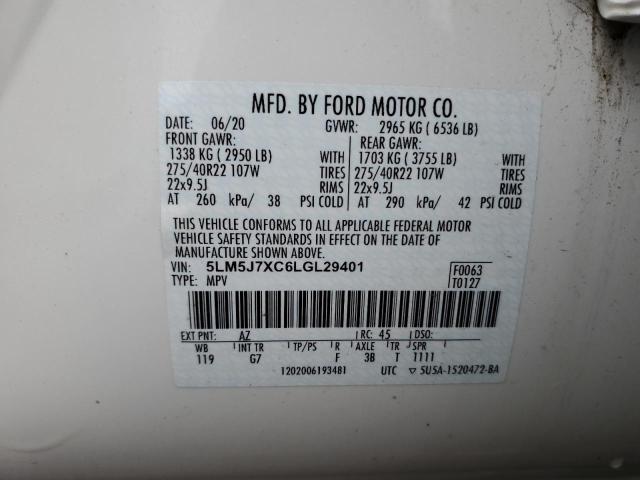 MFD. BY FORD MOTOR CO.
DATE: 06/20 GVWR: 2965 KG ( 6536 LB)
FRONT GAWR: REAR GAWR:
1338 KG ( 2950 LB) WITH 1703 KG ( 3755 LB) WITH
275/40R22 107W TIRES 275/40R22 107W TIRES
22x9.5J RIMS 22x9.5J RIMS
AT 260 kPa/ 38 PSI COLD AT 290 kPa/ 42 PSI COLD
THIS VEHICLE CONFORMS TO ALL APPLICABLE FEDERAL MOTOR
VEHICLE SAFETY STANDARDS IN EFFECT ON THE DATE OF
MANUFACTURE SHOWN ABOVE.
VIN: 5LM5J7XC6LGL29401 F0063
TYPE: MPV T0127
EXT PNT: AZ RC: 45 DSO:
WB INT TR TP/PS R AXLE TR SPR
119 G7 F 3B T 1111
1202006193481 UTC ▽ 5U5A-1520472-BA